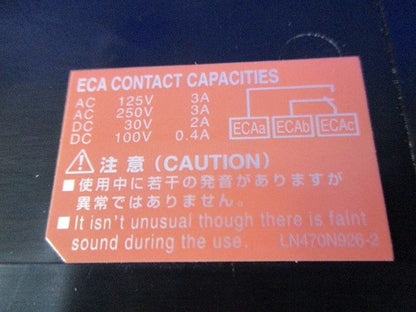 ECA CONTACT CAPACITIES
AC 125V 3A
AC 250V 3A
DC 30V 2A
DC 100V 0.4A
ECAa ECAb ECAc
⚠ 注意 (CAUTION)
■使用中に若干の発音がありますが
異常ではありません。
■It isn't unusual though there is faint
sound during the use. LN470N926-2